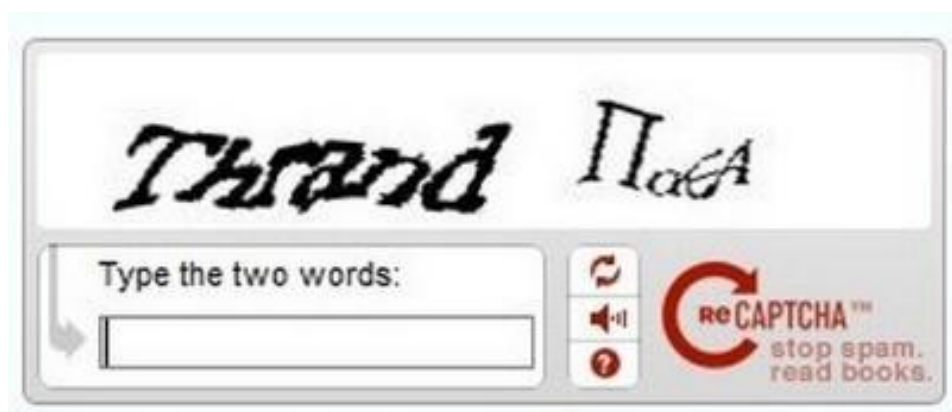 Thrand
Type the two words:
reCAPTCHA™
stop spam.
read books.